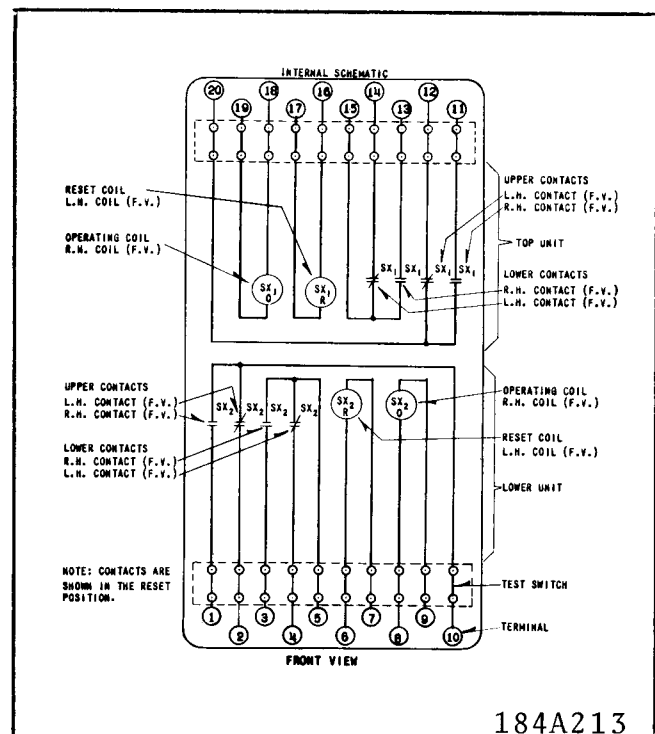 INTERNAL SCHEMATIC
20 18 16 14 12
19 17 15 13 11
RESET COIL
L.H. COIL (F.V.)
OPERATING COIL
R.H. COIL (F.V.)
SX1
O
SX1
R
SX1 SX1 SX1 SX1
UPPER CONTACTS
L.H. CONTACT (F.V.)
R.H. CONTACT (F.V.)
TOP UNIT
LOWER CONTACTS
R.H. CONTACT (F.V.)
L.H. CONTACT (F.V.)
UPPER CONTACTS
L.H. CONTACT (F.V.)
R.H. CONTACT (F.V.)
LOWER CONTACTS
R.H. CONTACT (F.V.)
L.H. CONTACT (F.V.)
SX2 SX2 SX2 SX2
SX2
R
SX2
O
OPERATING COIL
R.H. COIL (F.V.)
RESET COIL
L.H. COIL (F.V.)
LOWER UNIT
NOTE: CONTACTS ARE
SHOWN IN THE RESET
POSITION.
TEST SWITCH
TERMINAL
1 3 5 7 9
2 4 6 8 10
FRONT VIEW
184A213